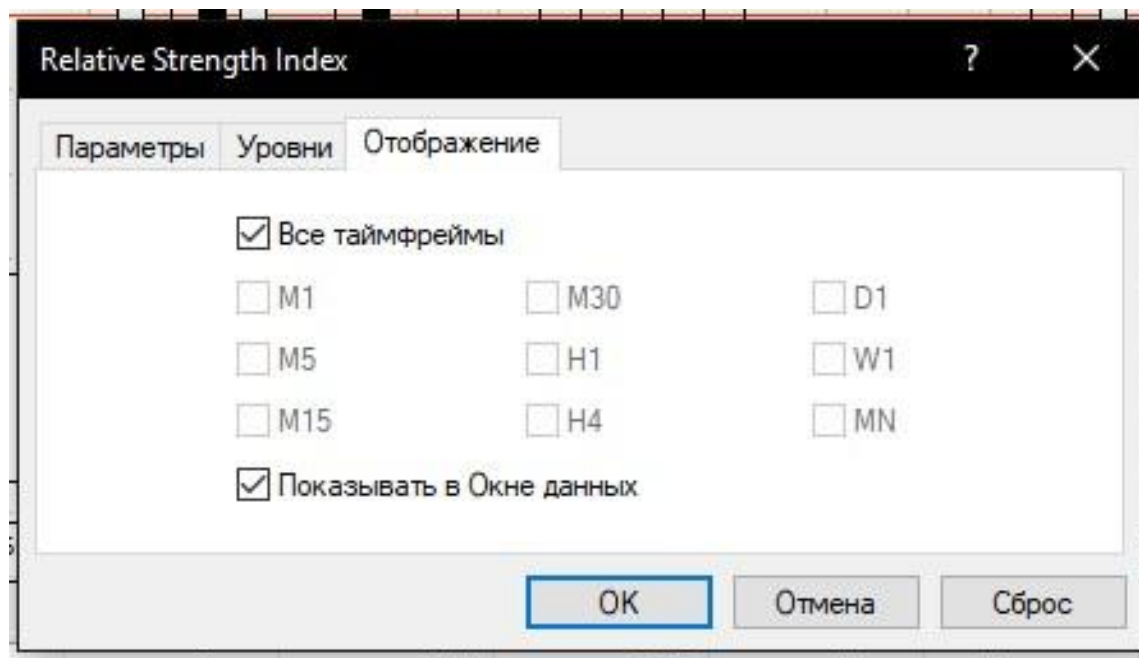 Relative Strength Index ? ×
Параметры Уровни Отображение
Все таймфреймы
M1 M30 D1
M5 H1 W1
M15 H4 MN
Показывать в Окне данных
OK Отмена Сброс